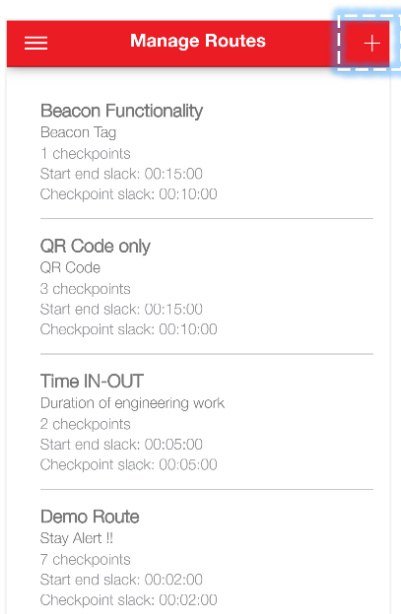 Manage Routes
Beacon Functionality
Beacon Tag
1 checkpoints
Start end slack: 00:15:00
Checkpoint slack: 00:10:00
QR Code only
QR Code
3 checkpoints
Start end slack: 00:15:00
Checkpoint slack: 00:10:00
Time IN-OUT
Duration of engineering work
2 checkpoints
Start end slack: 00:05:00
Checkpoint slack: 00:05:00
Demo Route
Stay Alert !!
7 checkpoints
Start end slack: 00:02:00
Checkpoint slack: 00:02:00